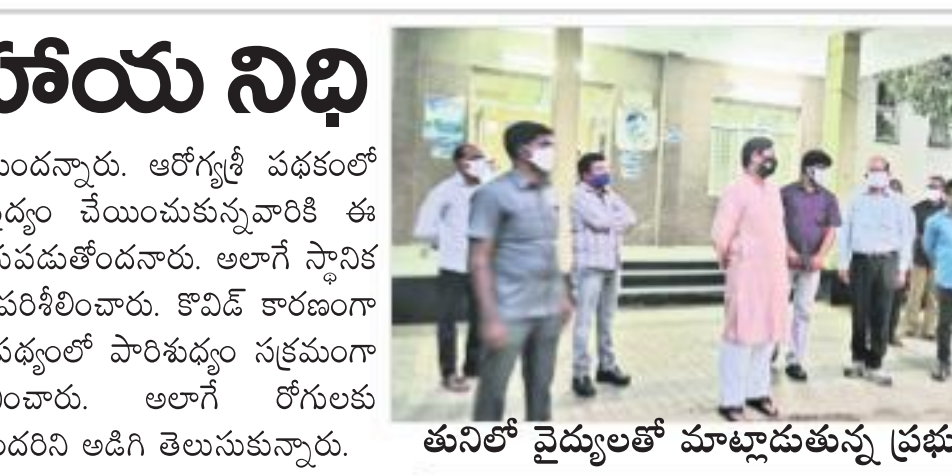 హాయ నిధి
ుందన్నారు. ఆరోగ్యశ్రీ పథకంలో
ద్యం చేయించుకున్నవారికి ఈ
పడుతోందనారు. అలాగే స్థానిక
పరిశీలించారు. కొవిడ్ కారణంగా
పథ్యంలో పారిశుధ్యం సక్రమంగా
ించారు. అలాగే రోగులకు
ందరిని అడిగి తెలుసుకున్నారు.
తునిలో వైద్యులతో మాట్లాడుతున్న ప్రభు